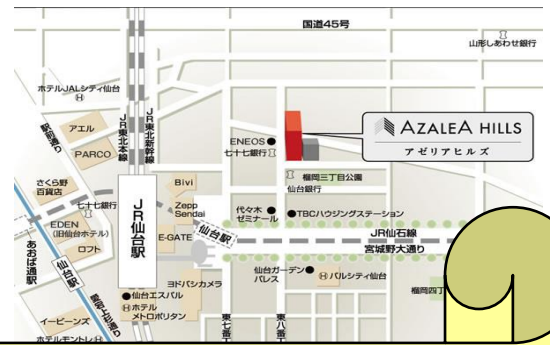 国道45号
山形しあわせ銀行
ホテルJALシティ仙台
駅前通り
アエル
JR東北本線
JR東北新幹線
PARCO
ENEOS
七十七銀行
AZALEA HILLS
アゼリアヒルズ
さくら野
百貨店
七十七銀行
Bivi
榴岡三丁目公園
仙台銀行
EDEN
(旧仙台ホテル)
JR仙台駅
Zepp
Sendai
代々木
ゼミナール
TBCハウジングステーション
ロフト
E-GATE
仙台駅
JR仙石線
宮城野大通り
あおば通駅
仙台駅
ヨドバシカメラ
仙台ガーデン
パレス
パルシティ仙台
榴岡四丁
仙台エスパル
ホテル
メトロポリタン
イービーンズ
ホテルモントレ
東七番丁
東八番丁